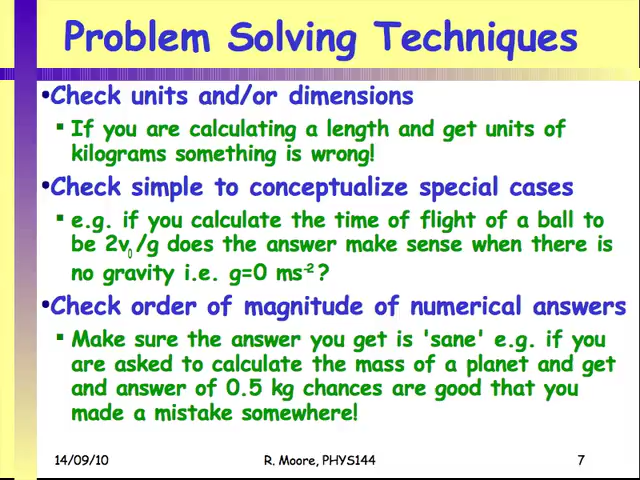 Problem Solving Techniques
•Check units and/or dimensions
▪ If you are calculating a length and get units of
kilograms something is wrong!
•Check simple to conceptualize special cases
▪ e.g. if you calculate the time of flight of a ball to
be 2v₀/g does the answer make sense when there is
no gravity i.e. g=0 ms⁻²?
•Check order of magnitude of numerical answers
▪ Make sure the answer you get is 'sane' e.g. if you
are asked to calculate the mass of a planet and get
and answer of 0.5 kg chances are good that you
made a mistake somewhere!
14/09/10 R. Moore, PHYS144 7